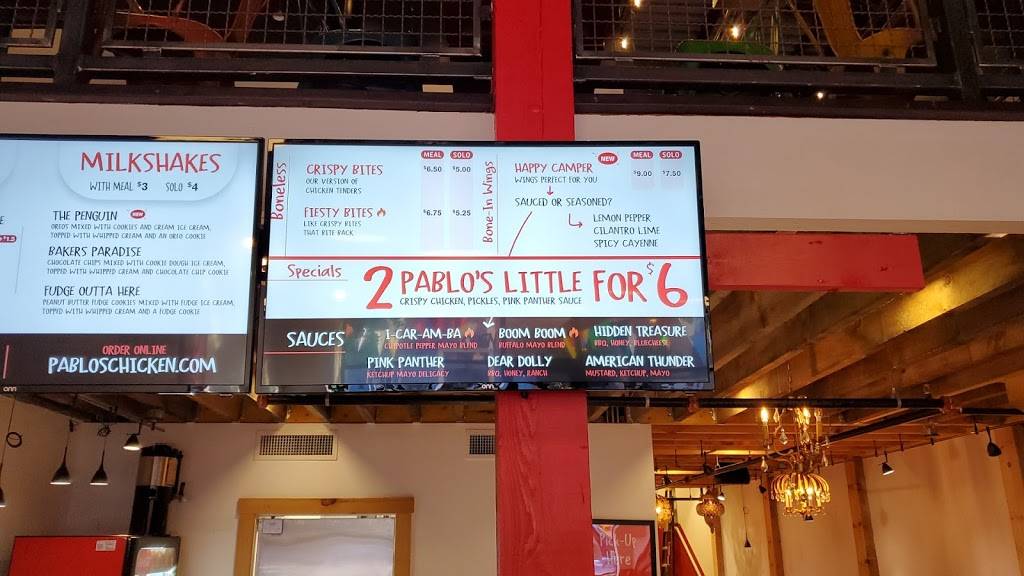 MILKSHAKES
WITH MEAL $3 SOLO $4
THE PENGUIN NEW
OREOS MIXED WITH COOKIES AND CREAM ICE CREAM,
TOPPED WITH WHIPPED CREAM AND AN OREO COOKIE
BAKERS PARADISE
CHOCOLATE CHIPS MIXED WITH COOKIE DOUGH ICE CREAM,
TOPPED WITH WHIPPED CREAM AND CHOCOLATE CHIP COOKIE
FUDGE OUTTA HERE
PEANUT BUTTER FUDGE COOKIES MIXED WITH FUDGE ICE CREAM,
TOPPED WITH WHIPPED CREAM AND A FUDGE COOKIE
ORDER ONLINE
PABLOSCHICKEN.COM
onn
Boneless
MEAL SOLO
CRISPY BITES $6.50 $5.00
OUR VERSION OF
CHICKEN TENDERS
FIESTY BITES $6.75 $5.25
LIKE CRISPY BITES
THAT BITE BACK
Bone-In Wings
NEW MEAL SOLO
HAPPY CAMPER $9.00 $7.50
WINGS PERFECT FOR YOU
SAUCED OR SEASONED?
LEMON PEPPER
CILANTRO LIME
SPICY CAYENNE
Specials
2 PABLO'S LITTLE FOR $6
CRISPY CHICKEN, PICKLES, PINK PANTHER SAUCE
SAUCES
I-CAR-AM-BA
CHIPOTLE PEPPER MAYO BLEND
BOOM BOOM
BUFFALO MAYO BLEND
HIDDEN TREASURE
BBQ, HONEY, BLUECHEESE
PINK PANTHER
KETCHUP MAYO DELICACY
DEAR DOLLY
BBQ, HONEY, RANCH
AMERICAN THUNDER
MUSTARD, KETCHUP, MAYO
onn
Pick-Up
Here